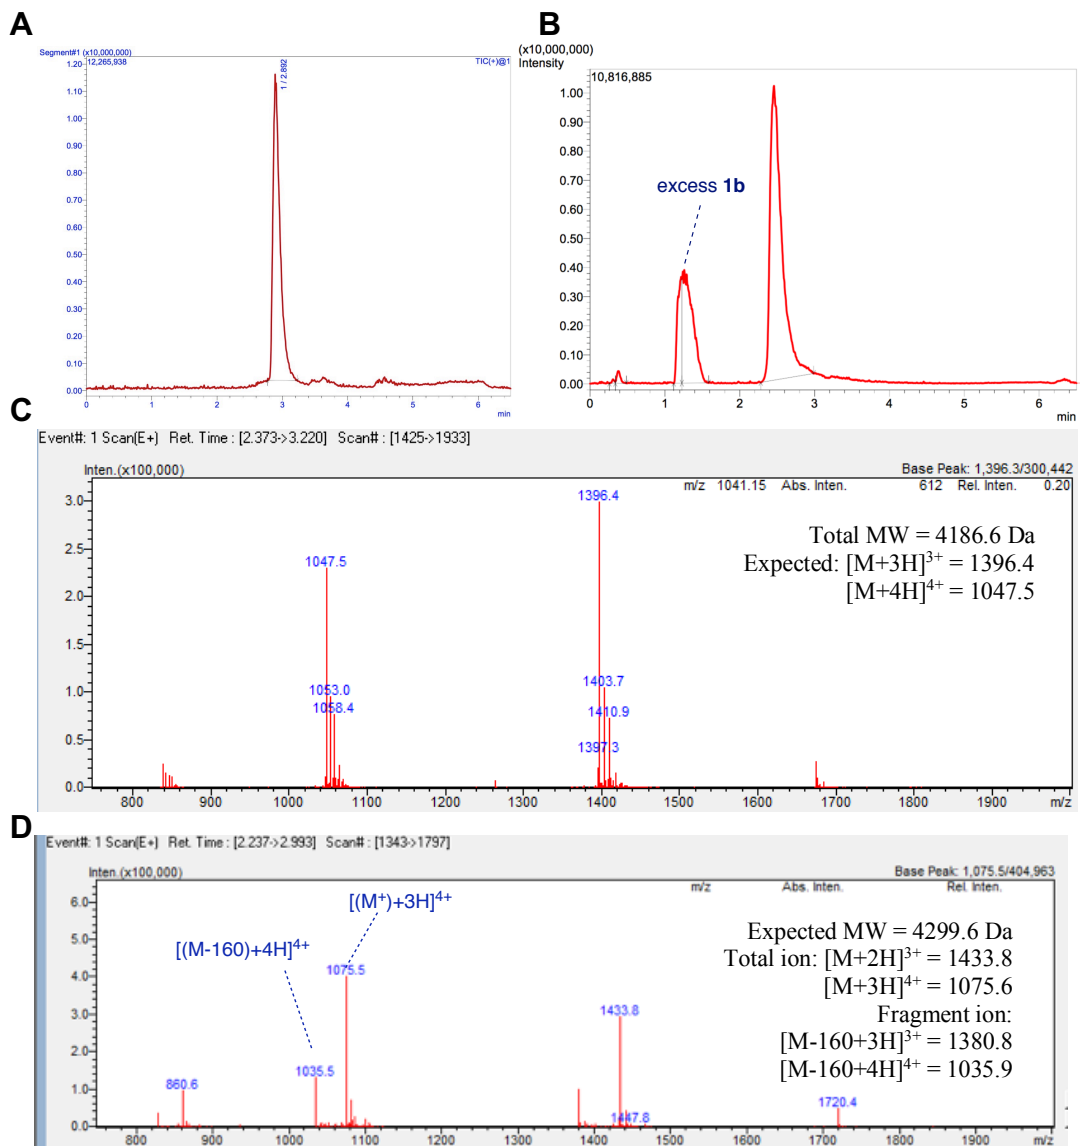 A
Segment#1 (x10,000,000)
12,265,938
TIC(+)@1
1 / 2.892
1.20
1.10
1.00
0.90
0.80
0.70
0.60
0.50
0.40
0.30
0.20
0.10
0.00
0 1 2 3 4 5 6
min
B
(x10,000,000)
Intensity
10,816,885
excess 1b
1.00
0.90
0.80
0.70
0.60
0.50
0.40
0.30
0.20
0.10
0.00
0 1 2 3 4 5 6
min
C
Event#: 1 Scan(E+) Ret. Time : [2.373->3.220] Scan# : [1425->1933]
Inten.(x100,000)
Base Peak: 1,396.3/300,442
m/z 1041.15 Abs. Inten. 612 Rel. Inten. 0.20
3.0
2.5
2.0
1.5
1.0
0.5
0.0
1396.4
1047.5
1053.0
1058.4
1403.7
1410.9
1397.3
Total MW = 4186.6 Da
Expected: [M+3H]3+ = 1396.4
[M+4H]4+ = 1047.5
800 900 1000 1100 1200 1300 1400 1500 1600 1700 1800 1900 m/z
D
Event#: 1 Scan(E+) Ret. Time : [2.237->2.993] Scan# : [1343->1797]
Inten.(x100,000)
Base Peak: 1,075.5/404,963
m/z Abs. Inten. Rel. Inten.
6.0
5.0
4.0
3.0
2.0
1.0
0.0
[(M+)+3H]4+
[(M-160)+4H]4+
1075.5
1433.8
1035.5
860.6
1447.8
1720.4
Expected MW = 4299.6 Da
Total ion: [M+2H]3+ = 1433.8
[M+3H]4+ = 1075.6
Fragment ion:
[M-160+3H]3+ = 1380.8
[M-160+4H]4+ = 1035.9
800 900 1000 1100 1200 1300 1400 1500 1600 1700 1800 1900 m/z